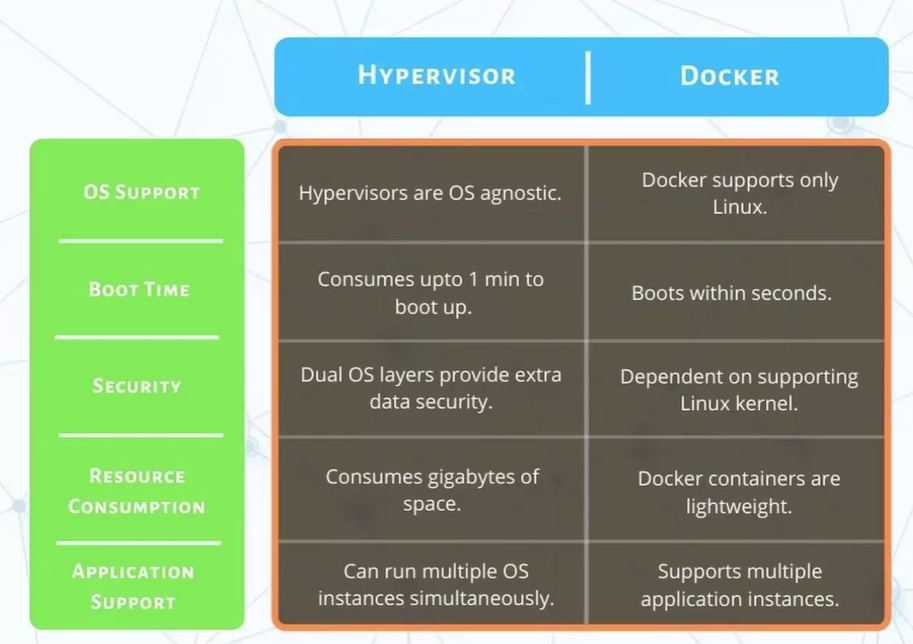 HYPERVISOR
DOCKER
OS SUPPORT
Hypervisors are OS agnostic.
Docker supports only
Linux.
BOOT TIME
Consumes upto 1 min to
boot up.
Boots within seconds.
SECURITY
Dual OS layers provide extra
data security.
Dependent on supporting
Linux kernel.
RESOURCE
CONSUMPTION
Consumes gigabytes of
space.
Docker containers are
lightweight.
APPLICATION
SUPPORT
Can run multiple OS
instances simultaneously.
Supports multiple
application instances.